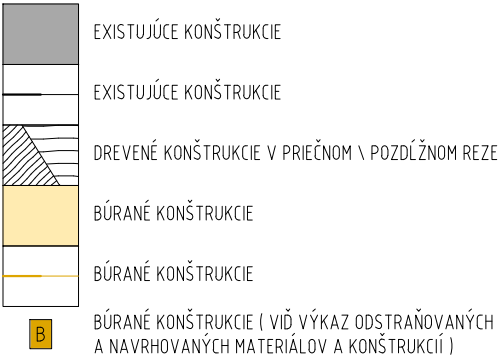 EXISTUJÚCE KONŠTRUKCIE
EXISTUJÚCE KONŠTRUKCIE
DREVENÉ KONŠTRUKCIE V PRIEČNOM \ POZDĹŽNOM REZE
BÚRANÉ KONŠTRUKCIE
BÚRANÉ KONŠTRUKCIE
B BÚRANÉ KONŠTRUKCIE ( VIĎ VÝKAZ ODSTRAŇOVANÝCH
A NAVRHOVANÝCH MATERIÁLOV A KONŠTRUKCIÍ )